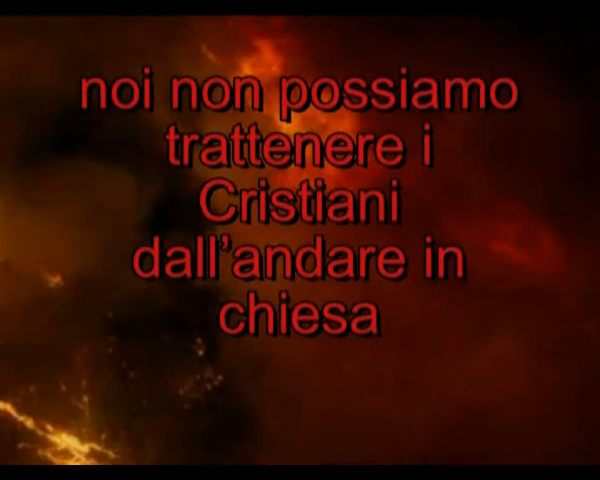 noi non possiamo
trattenere i
Cristiani
dall'andare in
chiesa